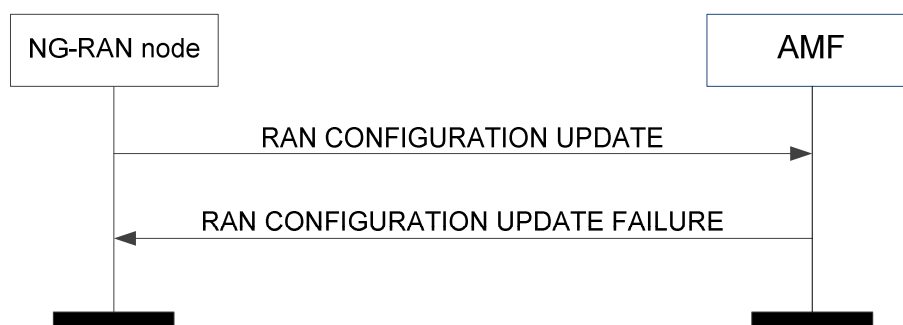 NG-RAN node
AMF
RAN CONFIGURATION UPDATE
RAN CONFIGURATION UPDATE FAILURE